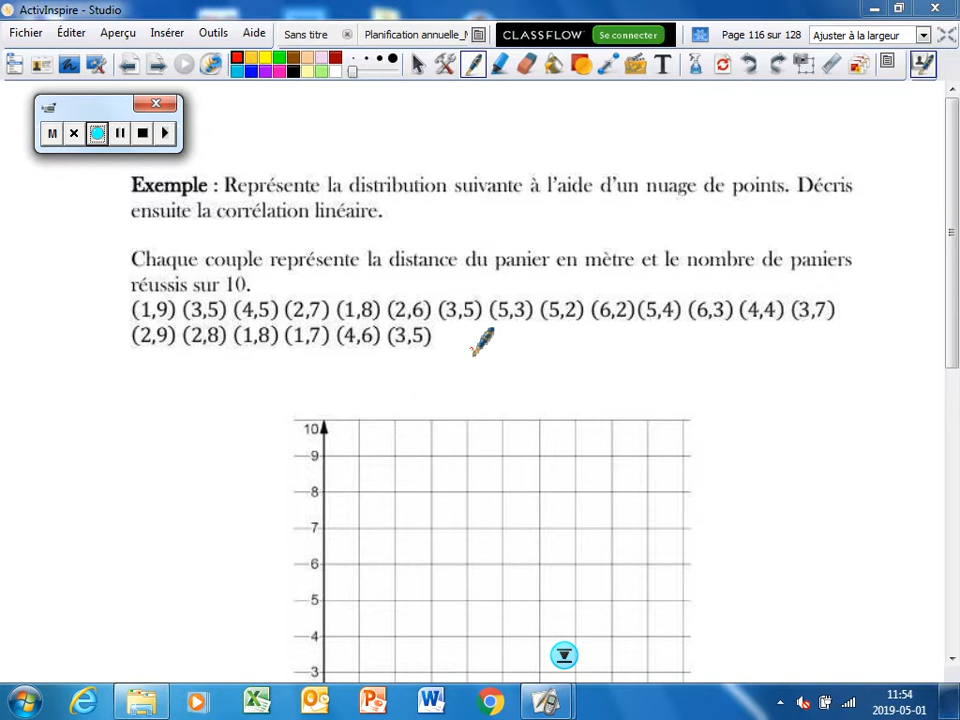 ActivInspire - Studio
Fichier Éditer Aperçu Insérer Outils Aide Sans titre Planification annuelle_ CLASSFLOW Se connecter Page 116 sur 128 Ajuster à la largeur
T
M
Exemple : Représente la distribution suivante à l'aide d'un nuage de points. Décris
ensuite la corrélation linéaire.
Chaque couple représente la distance du panier en mètre et le nombre de paniers
réussis sur 10.
(1,9) (3,5) (4,5) (2,7) (1,8) (2,6) (3,5) (5,3) (5,2) (6,2)(5,4) (6,3) (4,4) (3,7)
(2,9) (2,8) (1,8) (1,7) (4,6) (3,5)
10
9
8
7
6
5
4
3
11:54
2019-05-01